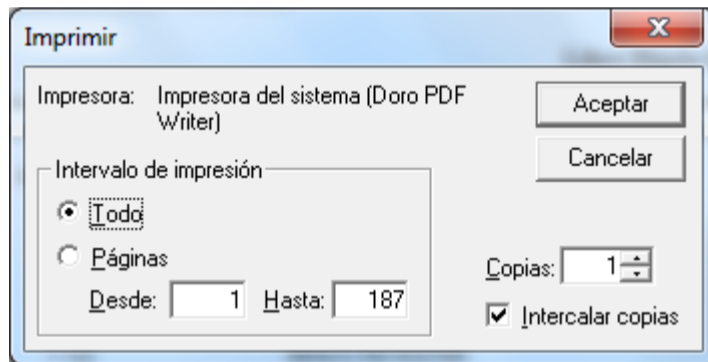 Imprimir
Impresora: Impresora del sistema (Doro PDF
Writer)
Aceptar
Cancelar
Intervalo de impresión
Todo
Páginas
Desde: 1 Hasta: 187
Copias: 1
Intercalar copias